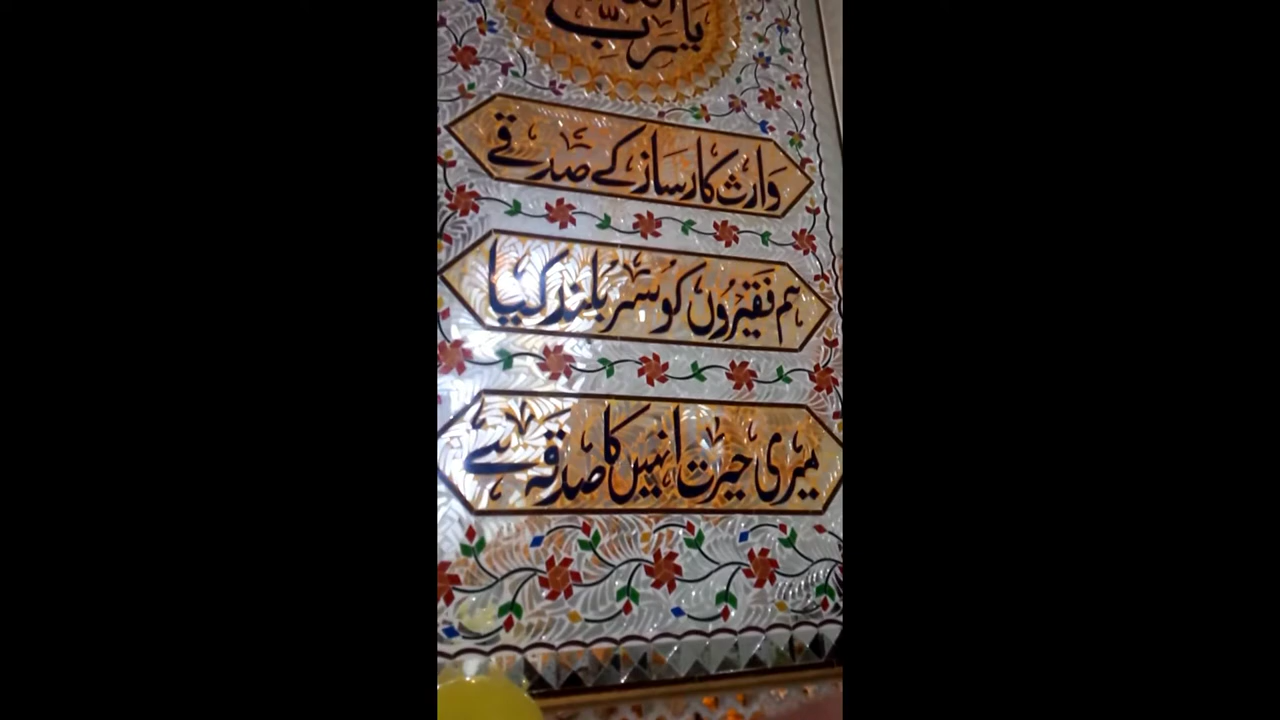 یا رب
وارث کارساز کے صدقے
ہم فقیروں کو سر بلند کیا
میری حیرت انہیں کا صدقہ ہے